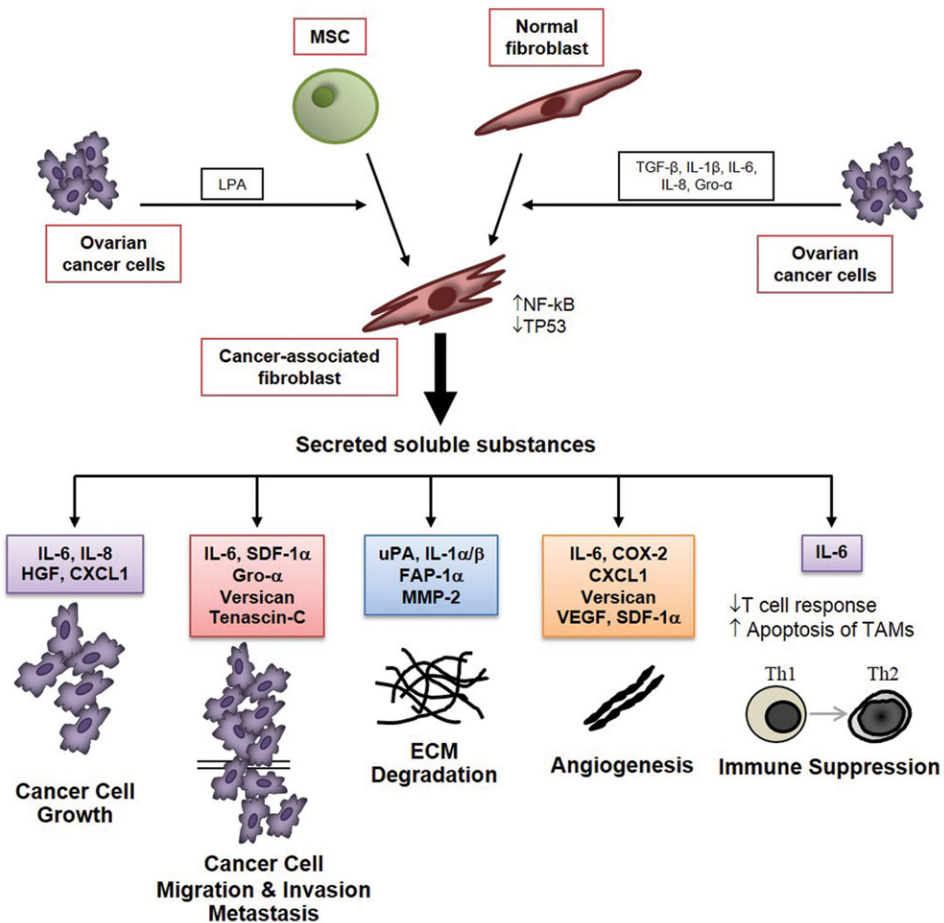 MSC
Normal
fibroblast
LPA
TGF-β, IL-1β, IL-6,
IL-8, Gro-α
Ovarian
cancer cells
Ovarian
cancer cells
↑NF-kB
↓TP53
Cancer-associated
fibroblast
Secreted soluble substances
IL-6, IL-8
HGF, CXCL1
IL-6, SDF-1α
Gro-α
Versican
Tenascin-C
uPA, IL-1α/β
FAP-1α
MMP-2
IL-6, COX-2
CXCL1
Versican
VEGF, SDF-1α
IL-6
↓T cell response
↑ Apoptosis of TAMs
Th1
Th2
Cancer Cell
Growth
Cancer Cell
Migration & Invasion
Metastasis
ECM
Degradation
Angiogenesis
Immune Suppression